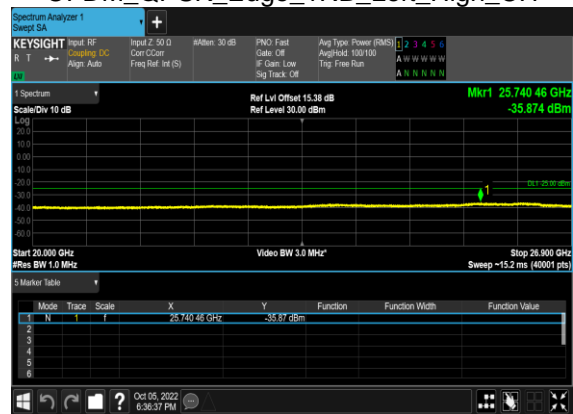 Spectrum Analyzer 1
Swept SA
+
KEYSIGHT
R T
LU
Input: RF
Coupling: DC
Align: Auto
Input Z: 50 Ω
Corr CCorr
Freq Ref: Int (S)
#Atten: 30 dB
PNO: Fast
Gate: Off
IF Gain: Low
Sig Track: Off
Avg Type: Power (RMS)
Avg|Hold: 100/100
Trig: Free Run
1 2 3 4 5 6
A W W W W W
A N N N N N
1 Spectrum
Scale/Div 10 dB
Ref Lvl Offset 15.38 dB
Ref Level 30.00 dBm
Mkr1 25.740 46 GHz
-35.874 dBm
Log
20.0
10.0
0.00
-10.0
-20.0
-30.0
-40.0
-50.0
-60.0
1
DL1 -25.00 dBm
Start 20.000 GHz
#Res BW 1.0 MHz
Video BW 3.0 MHz*
Stop 26.900 GHz
Sweep ~15.2 ms (40001 pts)
5 Marker Table
Mode Trace Scale X Y Function Function Width Function Value
1 N 1 f 25.740 46 GHz -35.87 dBm
2
3
4
5
6
?
Oct 05, 2022
6:36:37 PM